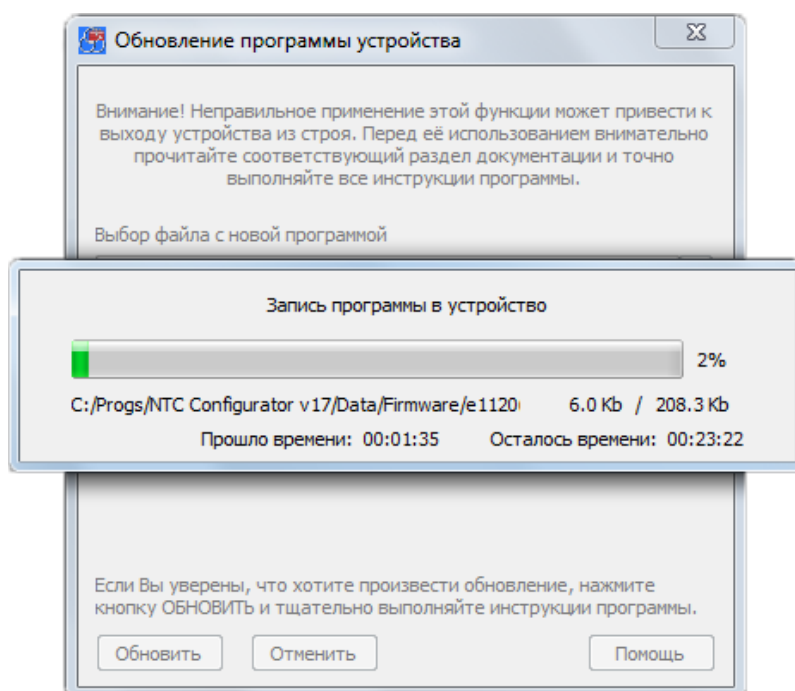 Обновление программы устройства
Внимание! Неправильное применение этой функции может привести к
выходу устройства из строя. Перед её использованием внимательно
прочитайте соответствующий раздел документации и точно
выполняйте все инструкции программы.
Выбор файла с новой программой
Запись программы в устройство
2%
C:/Progs/NTC Configurator v17/Data/Firmware/e1120 6.0 Kb / 208.3 Kb
Прошло времени: 00:01:35 Осталось времени: 00:23:22
Если Вы уверены, что хотите произвести обновление, нажмите
кнопку ОБНОВИТЬ и тщательно выполняйте инструкции программы.
Обновить Отменить Помощь